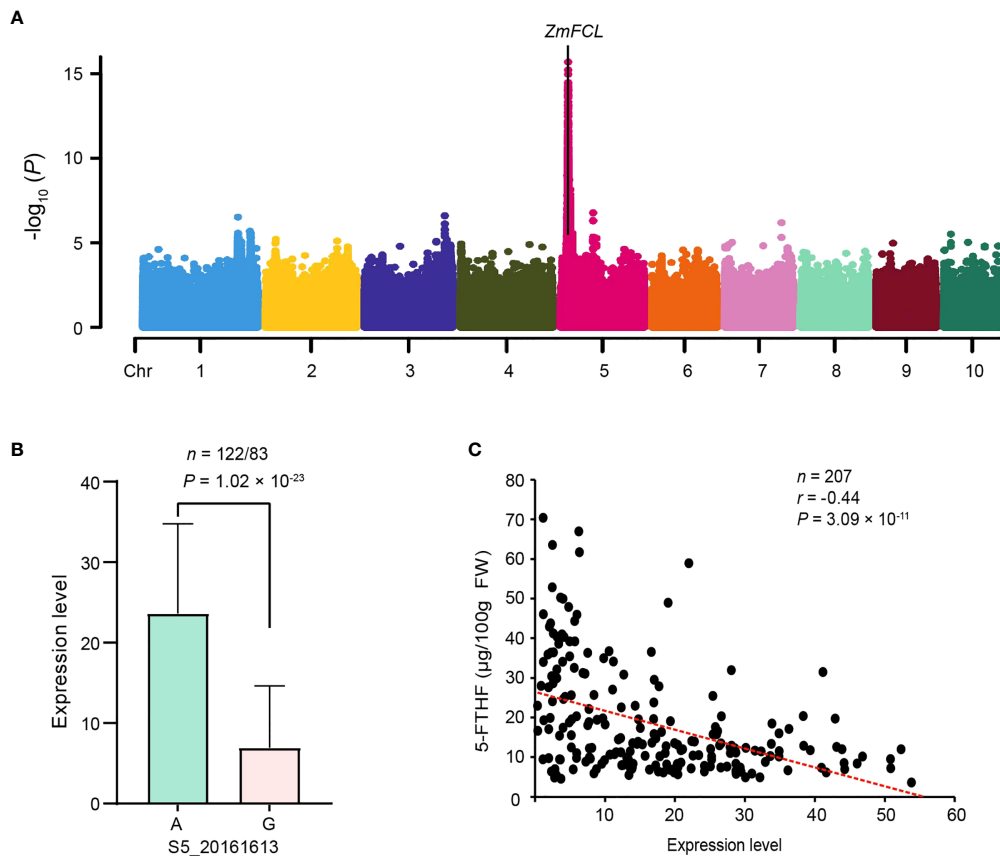 A
ZmFCL
15
10
5
0
-log₁₀ (P)
Chr 1 2 3 4 5 6 7 8 9 10
B
n = 122/83
P = 1.02 × 10⁻²³
40
30
20
10
0
Expression level
A G
S5_20161613
C
n = 207
r = -0.44
P = 3.09 × 10⁻¹¹
80
70
60
50
40
30
20
10
0
5-FTHF (µg/100g FW)
10 20 30 40 50 60
Expression level